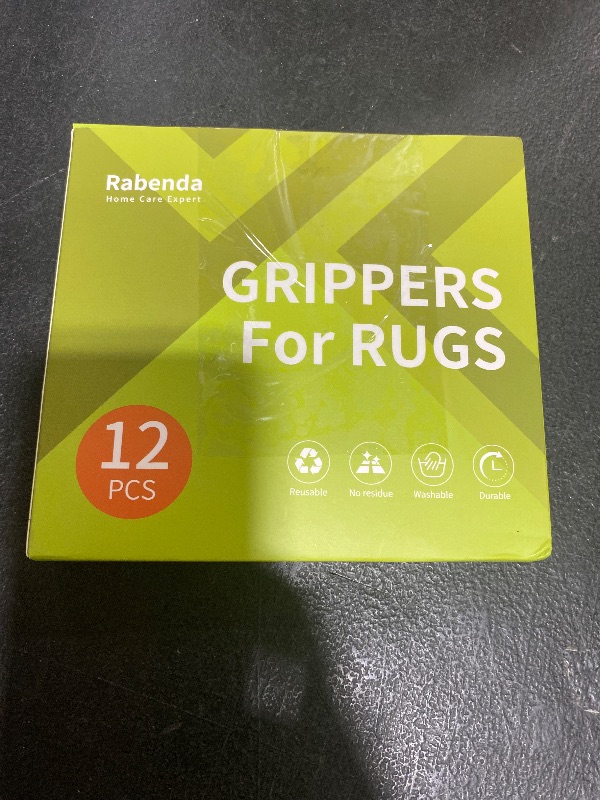 Rabenda
Home Care Expert
GRIPPERS
For RUGS
12
PCS
Reusable
No residue
Washable
Durable